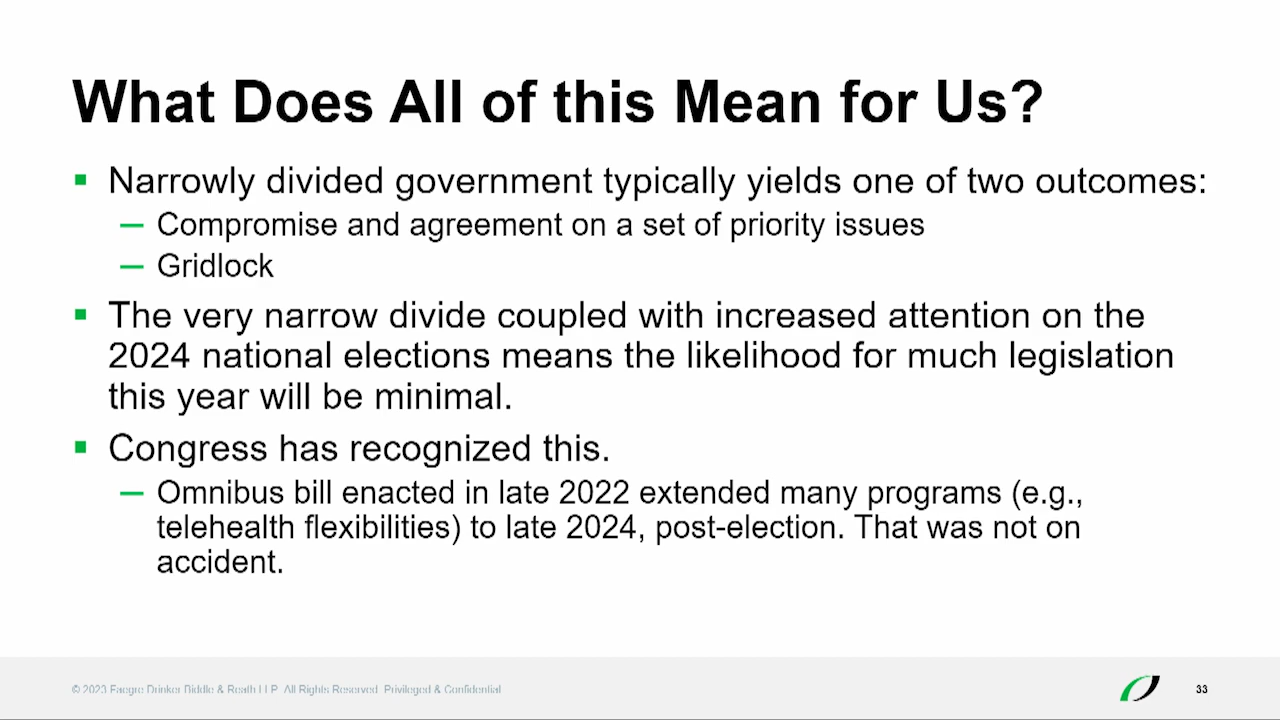 What Does All of this Mean for Us?
▪ Narrowly divided government typically yields one of two outcomes:
— Compromise and agreement on a set of priority issues
— Gridlock
▪ The very narrow divide coupled with increased attention on the
2024 national elections means the likelihood for much legislation
this year will be minimal.
▪ Congress has recognized this.
— Omnibus bill enacted in late 2022 extended many programs (e.g.,
telehealth flexibilities) to late 2024, post-election. That was not on
accident.
© 2023 Faegre Drinker Biddle & Reath LLP. All Rights Reserved. Privileged & Confidential
33